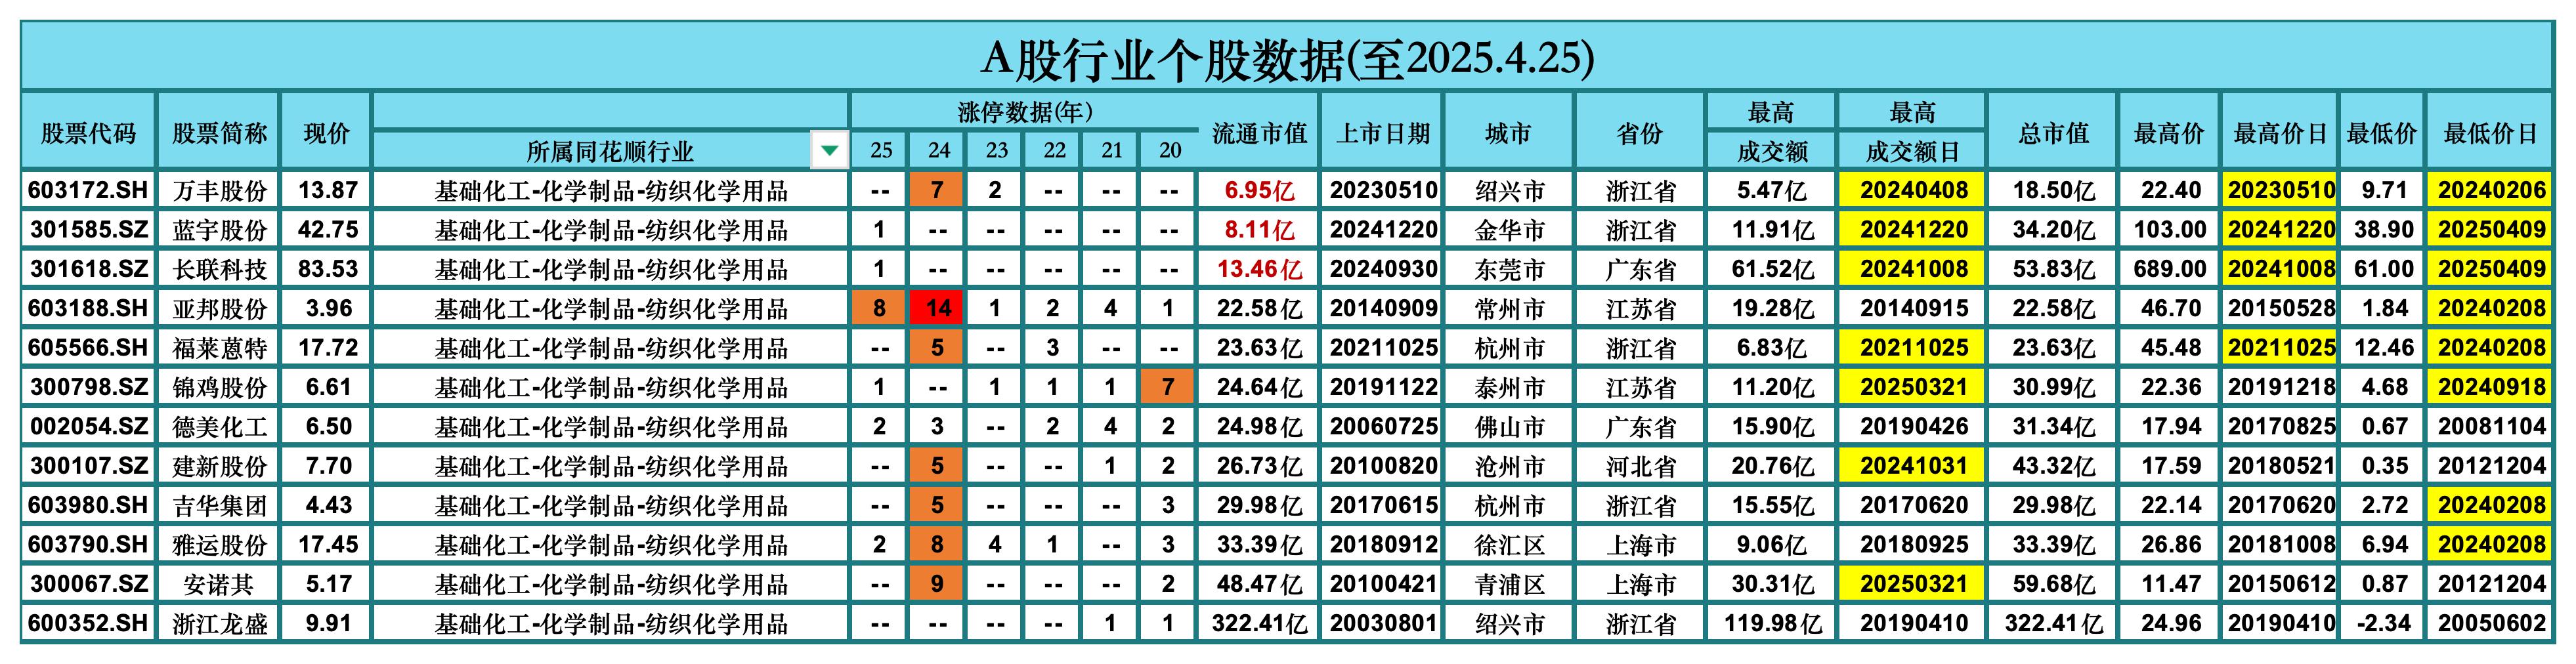 A股行业个股数据(至2025.4.25)
股票代码 股票简称 现价 所属同花顺行业 涨停数据(年) 25 24 23 22 21 20 流通市值 上市日期 城市 省份 最高成交额 最高成交额日 总市值 最高价 最高价日 最低价 最低价日
603172.SH 万丰股份 13.87 基础化工-化学制品-纺织化学用品 -- 7 2 -- -- -- 6.95亿 20230510 绍兴市 浙江省 5.47亿 20240408 18.50亿 22.40 20230510 9.71 20240206
301585.SZ 蓝宇股份 42.75 基础化工-化学制品-纺织化学用品 1 -- -- -- -- -- 8.11亿 20241220 金华市 浙江省 11.91亿 20241220 34.20亿 103.00 20241220 38.90 20250409
301618.SZ 长联科技 83.53 基础化工-化学制品-纺织化学用品 1 -- -- -- -- -- 13.46亿 20240930 东莞市 广东省 61.52亿 20241008 53.83亿 689.00 20241008 61.00 20250409
603188.SH 亚邦股份 3.96 基础化工-化学制品-纺织化学用品 8 14 1 2 4 1 22.58亿 20140909 常州市 江苏省 19.28亿 20140915 22.58亿 46.70 20150528 1.84 20240208
605566.SH 福莱蒽特 17.72 基础化工-化学制品-纺织化学用品 -- 5 -- 3 -- -- 23.63亿 20211025 杭州市 浙江省 6.83亿 20211025 23.63亿 45.48 20211025 12.46 20240208
300798.SZ 锦鸡股份 6.61 基础化工-化学制品-纺织化学用品 1 -- 1 1 1 7 24.64亿 20191122 泰州市 江苏省 11.20亿 20250321 30.99亿 22.36 20191218 4.68 20240918
002054.SZ 德美化工 6.50 基础化工-化学制品-纺织化学用品 2 3 -- 2 4 2 24.98亿 20060725 佛山市 广东省 15.90亿 20190426 31.34亿 17.94 20170825 0.67 20081104
300107.SZ 建新股份 7.70 基础化工-化学制品-纺织化学用品 -- 5 -- -- 1 2 26.73亿 20100820 沧州市 河北省 20.76亿 20241031 43.32亿 17.59 20180521 0.35 20121204
603980.SH 吉华集团 4.43 基础化工-化学制品-纺织化学用品 -- 5 -- -- -- 3 29.98亿 20170615 杭州市 浙江省 15.55亿 20170620 29.98亿 22.14 20170620 2.72 20240208
603790.SH 雅运股份 17.45 基础化工-化学制品-纺织化学用品 2 8 4 1 -- 3 33.39亿 20180912 徐汇区 上海市 9.06亿 20180925 33.39亿 26.86 20181008 6.94 20240208
300067.SZ 安诺其 5.17 基础化工-化学制品-纺织化学用品 -- 9 -- -- -- 2 48.47亿 20100421 青浦区 上海市 30.31亿 20250321 59.68亿 11.47 20150612 0.87 20121204
600352.SH 浙江龙盛 9.91 基础化工-化学制品-纺织化学用品 -- -- -- -- 1 1 322.41亿 20030801 绍兴市 浙江省 119.98亿 20190410 322.41亿 24.96 20190410 -2.34 20050602